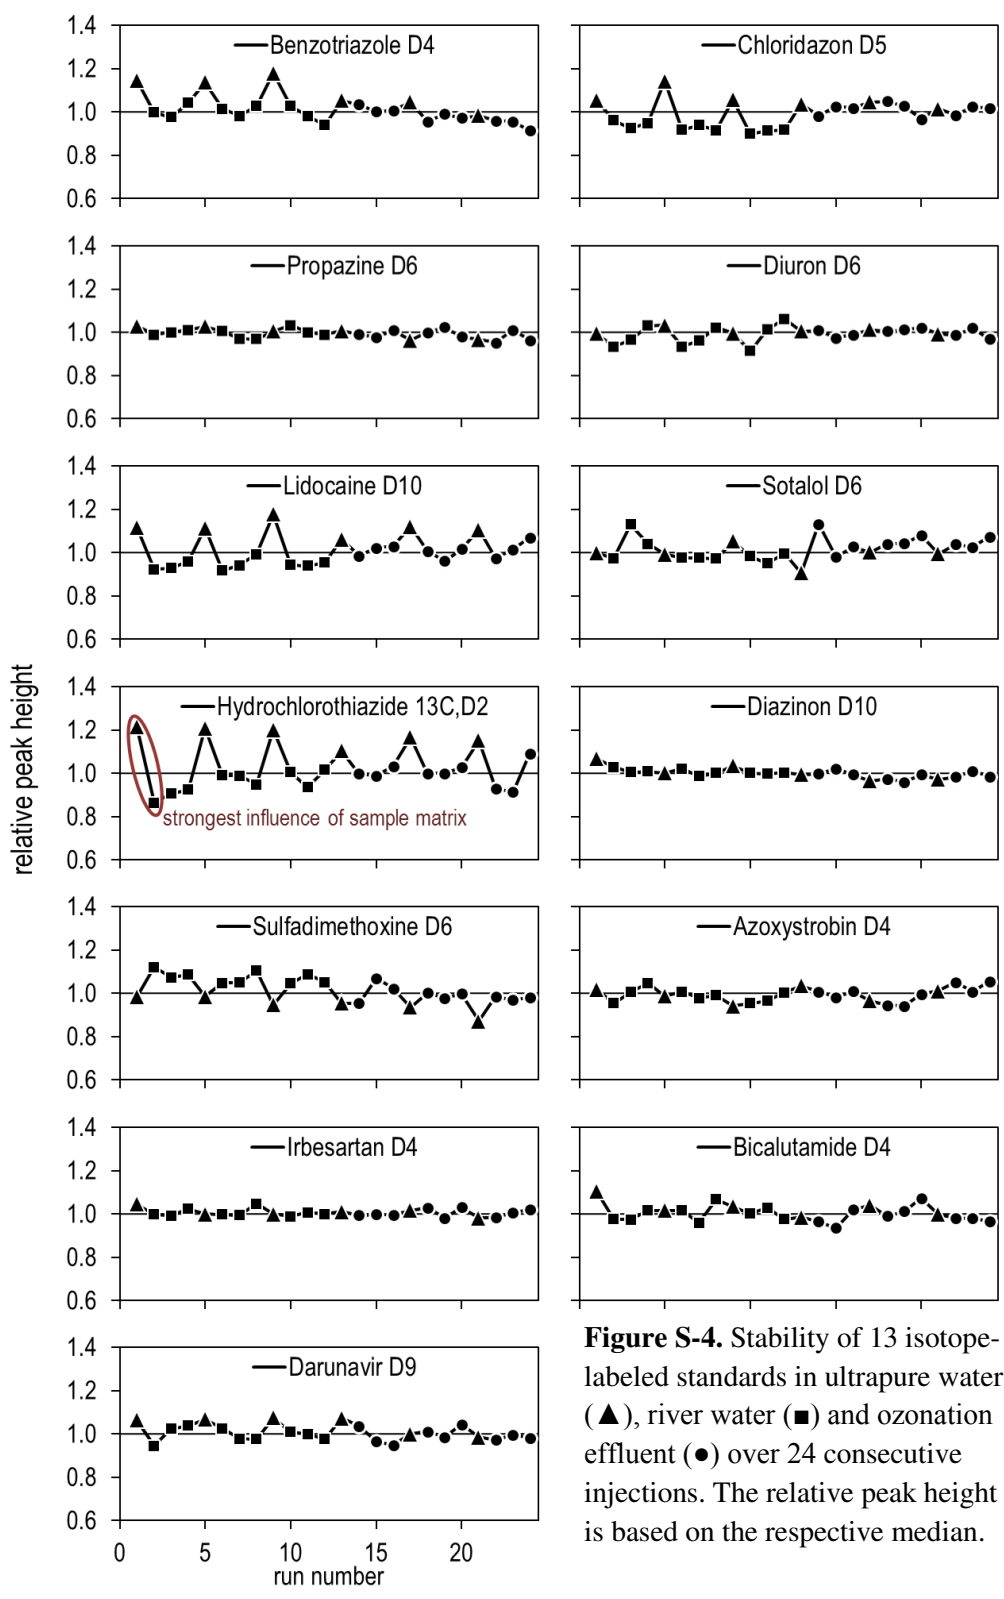 1.4
1.2
1.0
0.8
0.6
Benzotriazole D4
Chloridazon D5
1.4
1.2
1.0
0.8
0.6
Propazine D6
Diuron D6
1.4
1.2
1.0
0.8
0.6
Lidocaine D10
Sotalol D6
relative peak height
1.4
1.2
1.0
0.8
0.6
Hydrochlorothiazide 13C,D2
strongest influence of sample matrix
Diazinon D10
1.4
1.2
1.0
0.8
0.6
Sulfadimethoxine D6
Azoxystrobin D4
1.4
1.2
1.0
0.8
0.6
Irbesartan D4
Bicalutamide D4
1.4
1.2
1.0
0.8
0.6
Darunavir D9
0 5 10 15 20
run number
Figure S-4. Stability of 13 isotope-
labeled standards in ultrapure water
(▲), river water (■) and ozonation
effluent (●) over 24 consecutive
injections. The relative peak height
is based on the respective median.